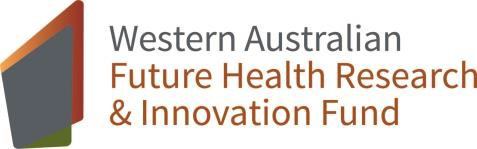 Western Australian
Future Health Research
& Innovation Fund